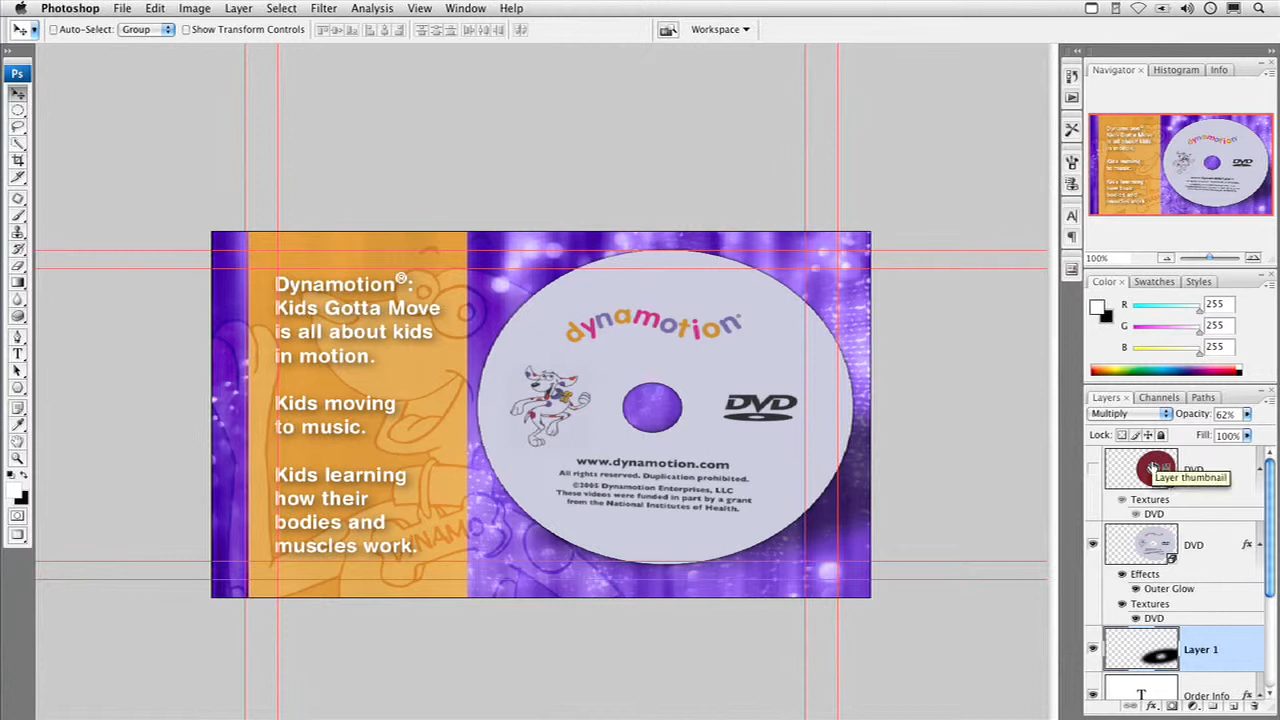 Photoshop File Edit Image Layer Select Filter Analysis View Window Help
Auto-Select: Group Show Transform Controls Workspace
Ps
Navigator × Histogram Info
100%
Color × Swatches Styles
R 255
G 255
B 255
Layers × Channels Paths
Multiply Opacity: 62%
Lock: Fill: 100%
DVD
Layer thumbnail
Textures
DVD
DVD fx
Effects
Outer Glow
Textures
DVD
Layer 1
T Order Info fx
Dynamotion®:
Kids Gotta Move
is all about kids
in motion.
Kids moving
to music.
Kids learning
how their
bodies and
muscles work.
dynamotion
DVD
www.dynamotion.com
All rights reserved. Duplication prohibited.
©2005 Dynamotion Enterprises, LLC
These videos were funded in part by a grant
from the National Institutes of Health.